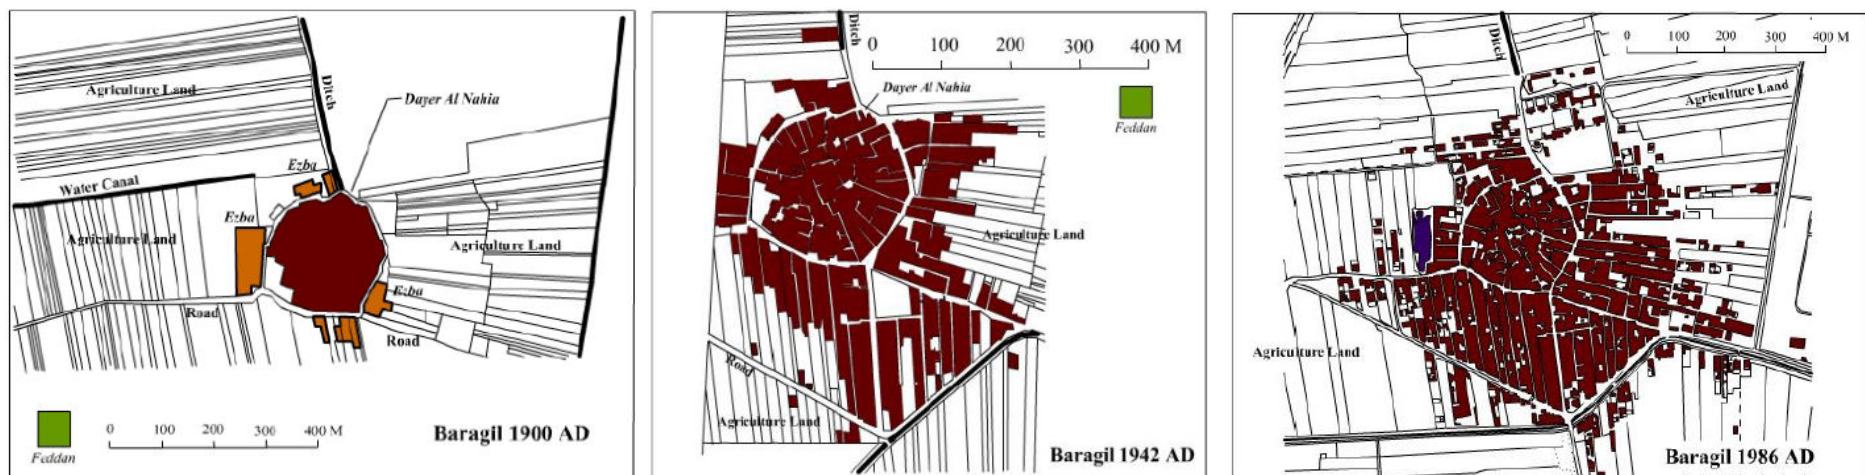 Agriculture Land
Ditch
Dayer Al Nahia
Ezba
Water Canal
Ezba
Agriculture Land
Agriculture Land
Ezba
Road
Road
0 100 200 300 400 M
Feddan
Baragil 1900 AD
Ditch
0 100 200 300 400 M
Dayer Al Nahia
Feddan
Agriculture Land
Road
Agriculture Land
Baragil 1942 AD
Ditch
0 100 200 300 400 M
Agriculture Land
Agriculture Land
Baragil 1986 AD